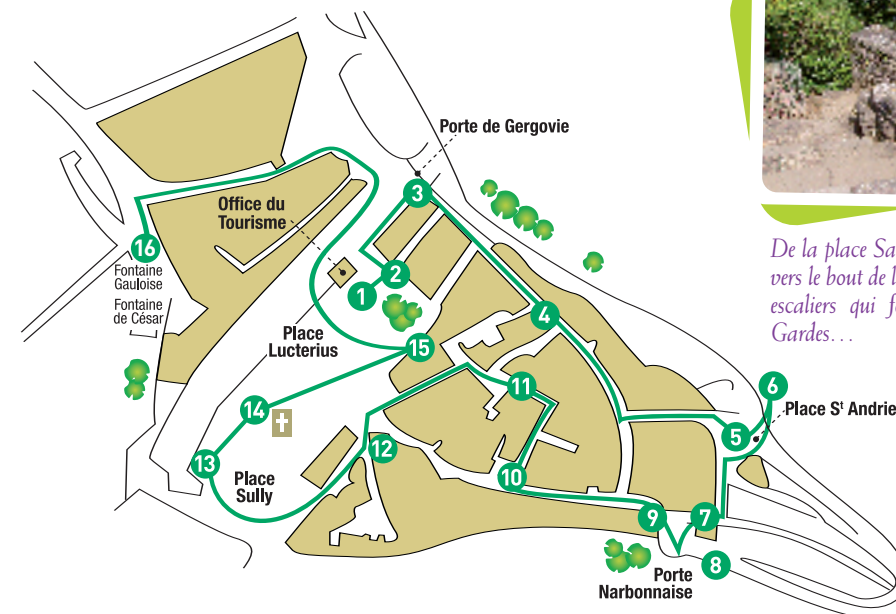 Porte de Gergovie
3
Office du
Tourisme
16
Fontaine
Gauloise
Fontaine
de César
2
1
4
Place
Lucterius
15
11
6
14
Place Sᵗ Andrie
5
12
13
Place
Sully
10
9
7
8
Porte
Narbonnaise
De la place Sa
vers le bout de l
escaliers qui f
Gardes…